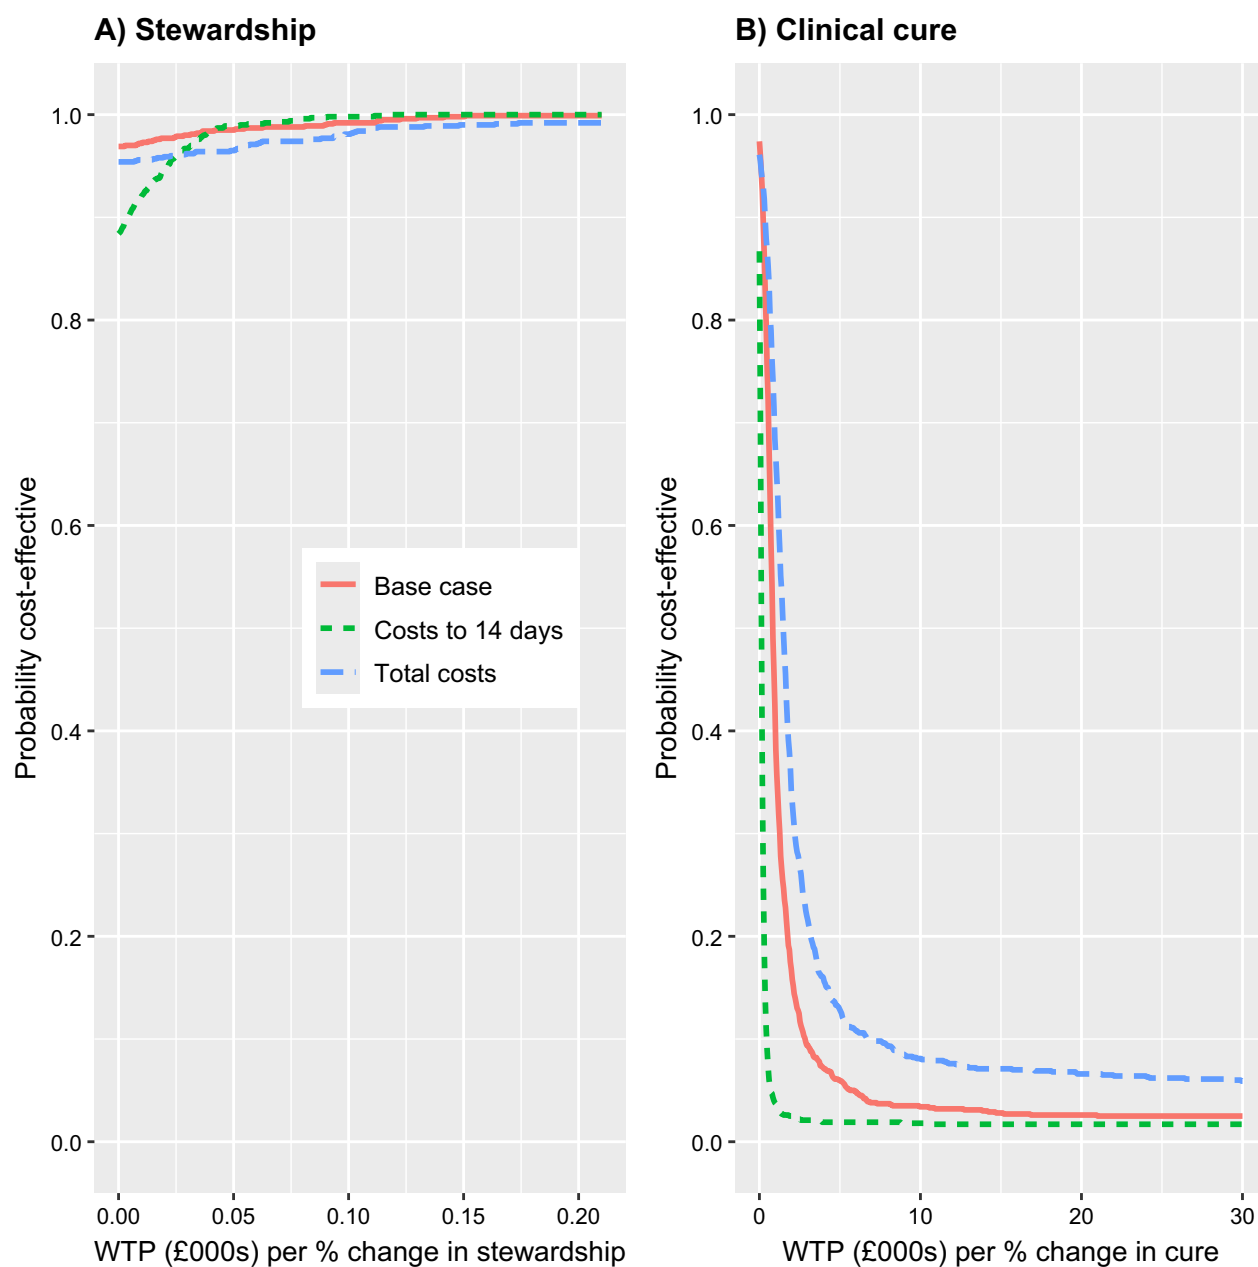 A) Stewardship
Probability cost-effective
1.0
0.8
0.6
0.4
0.2
0.0
Base case
Costs to 14 days
Total costs
0.00 0.05 0.10 0.15 0.20
WTP (£000s) per % change in stewardship
B) Clinical cure
Probability cost-effective
1.0
0.8
0.6
0.4
0.2
0.0
0 10 20 30
WTP (£000s) per % change in cure